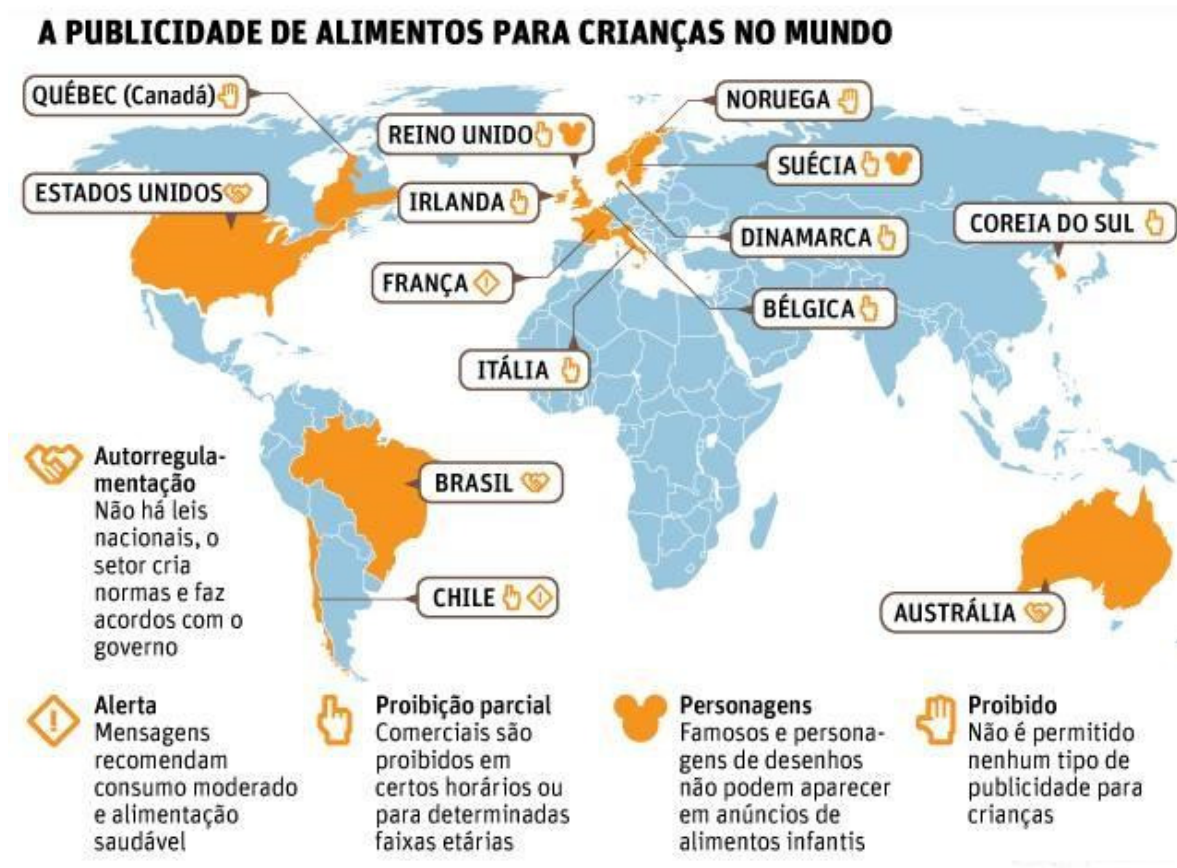 A PUBLICIDADE DE ALIMENTOS PARA CRIANÇAS NO MUNDO
QUÉBEC (Canadá)
NORUEGA
REINO UNIDO
SUÉCIA
ESTADOS UNIDOS
IRLANDA
COREIA DO SUL
DINAMARCA
FRANÇA
BÉLGICA
ITÁLIA
BRASIL
CHILE
AUSTRÁLIA
Autorregula-
mentação
Não há leis
nacionais, o
setor cria
normas e faz
acordos com o
governo
Alerta
Mensagens
recomendam
consumo moderado
e alimentação
saudável
Proibição parcial
Comerciais são
proibidos em
certos horários ou
para determinadas
faixas etárias
Personagens
Famosos e persona-
gens de desenhos
não podem aparecer
em anúncios de
alimentos infantis
Proibido
Não é permitido
nenhum tipo de
publicidade para
crianças